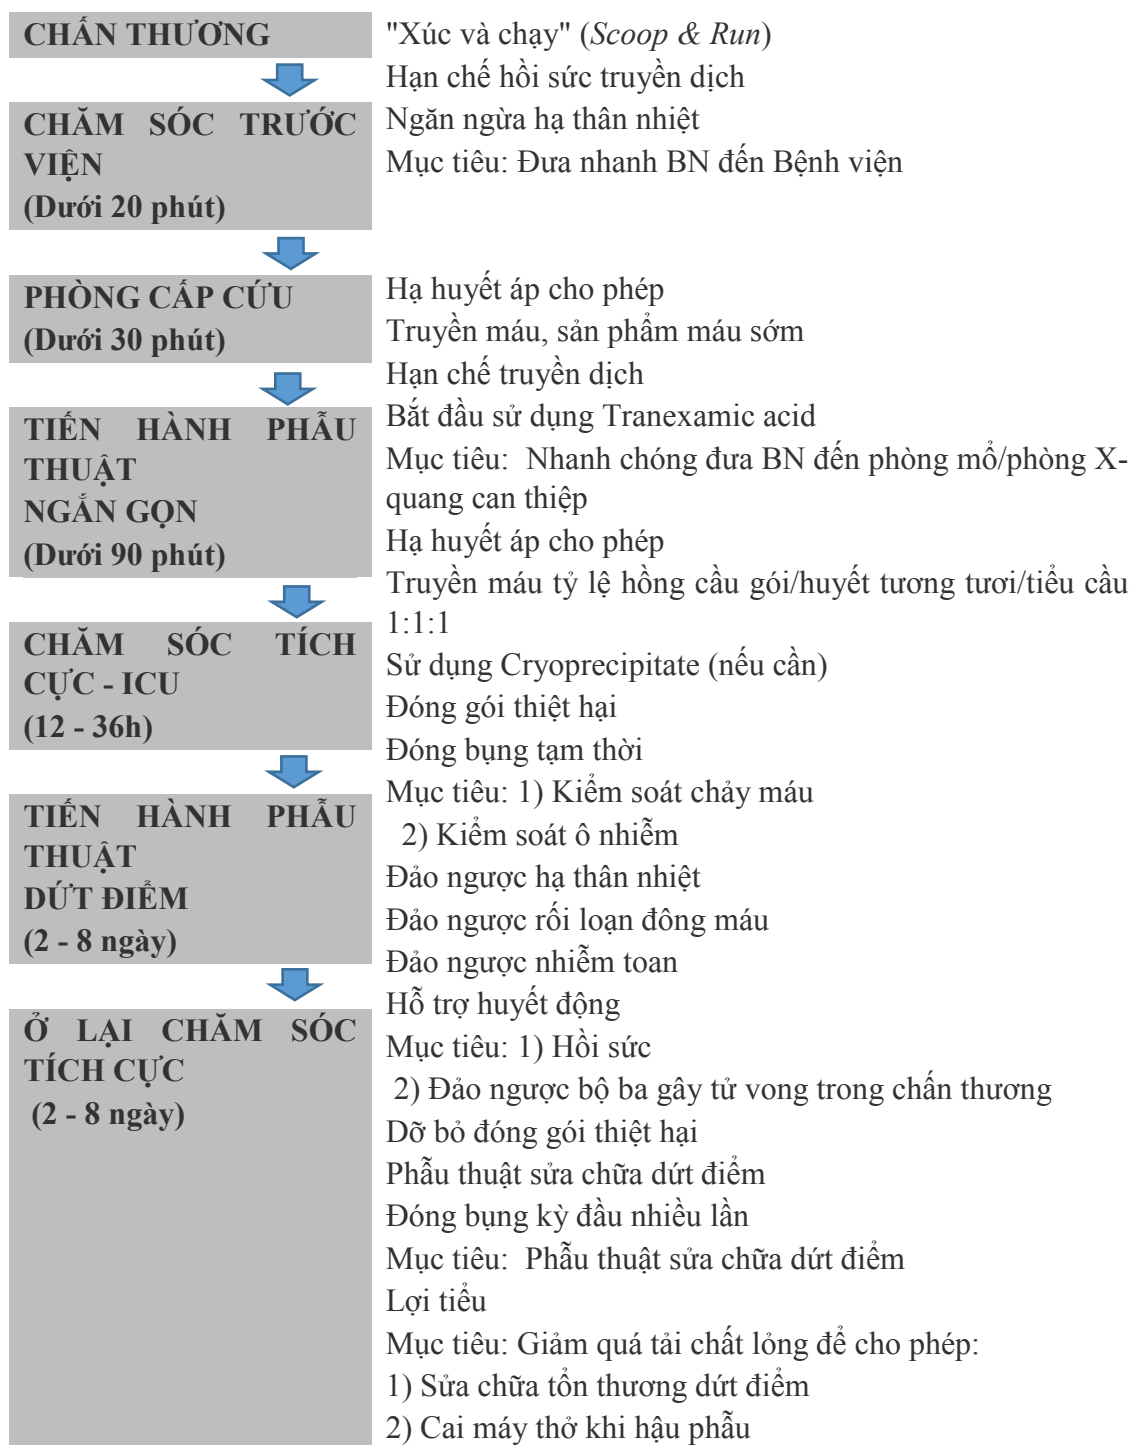 CHẤN THƯƠNG
CHĂM SÓC TRƯỚC
VIỆN
(Dưới 20 phút)
PHÒNG CẤP CỨU
(Dưới 30 phút)
TIẾN HÀNH PHẪU
THUẬT
NGẮN GỌN
(Dưới 90 phút)
CHĂM SÓC TÍCH
CỰC - ICU
(12 - 36h)
TIẾN HÀNH PHẪU
THUẬT
DỨT ĐIỂM
(2 - 8 ngày)
Ở LẠI CHĂM SÓC
TÍCH CỰC
(2 - 8 ngày)
"Xúc và chạy" (Scoop & Run)
Hạn chế hồi sức truyền dịch
Ngăn ngừa hạ thân nhiệt
Mục tiêu: Đưa nhanh BN đến Bệnh viện
Hạ huyết áp cho phép
Truyền máu, sản phẩm máu sớm
Hạn chế truyền dịch
Bắt đầu sử dụng Tranexamic acid
Mục tiêu: Nhanh chóng đưa BN đến phòng mổ/phòng X-
quang can thiệp
Hạ huyết áp cho phép
Truyền máu tỷ lệ hồng cầu gói/huyết tương tươi/tiểu cầu
1:1:1
Sử dụng Cryoprecipitate (nếu cần)
Đóng gói thiệt hại
Đóng bụng tạm thời
Mục tiêu: 1) Kiểm soát chảy máu
2) Kiểm soát ô nhiễm
Đảo ngược hạ thân nhiệt
Đảo ngược rối loạn đông máu
Đảo ngược nhiễm toan
Hỗ trợ huyết động
Mục tiêu: 1) Hồi sức
2) Đảo ngược bộ ba gây tử vong trong chấn thương
Dỡ bỏ đóng gói thiệt hại
Phẫu thuật sửa chữa dứt điểm
Đóng bụng kỳ đầu nhiều lần
Mục tiêu: Phẫu thuật sửa chữa dứt điểm
Lợi tiểu
Mục tiêu: Giảm quá tải chất lỏng để cho phép:
1) Sửa chữa tổn thương dứt điểm
2) Cai máy thở khi hậu phẫu